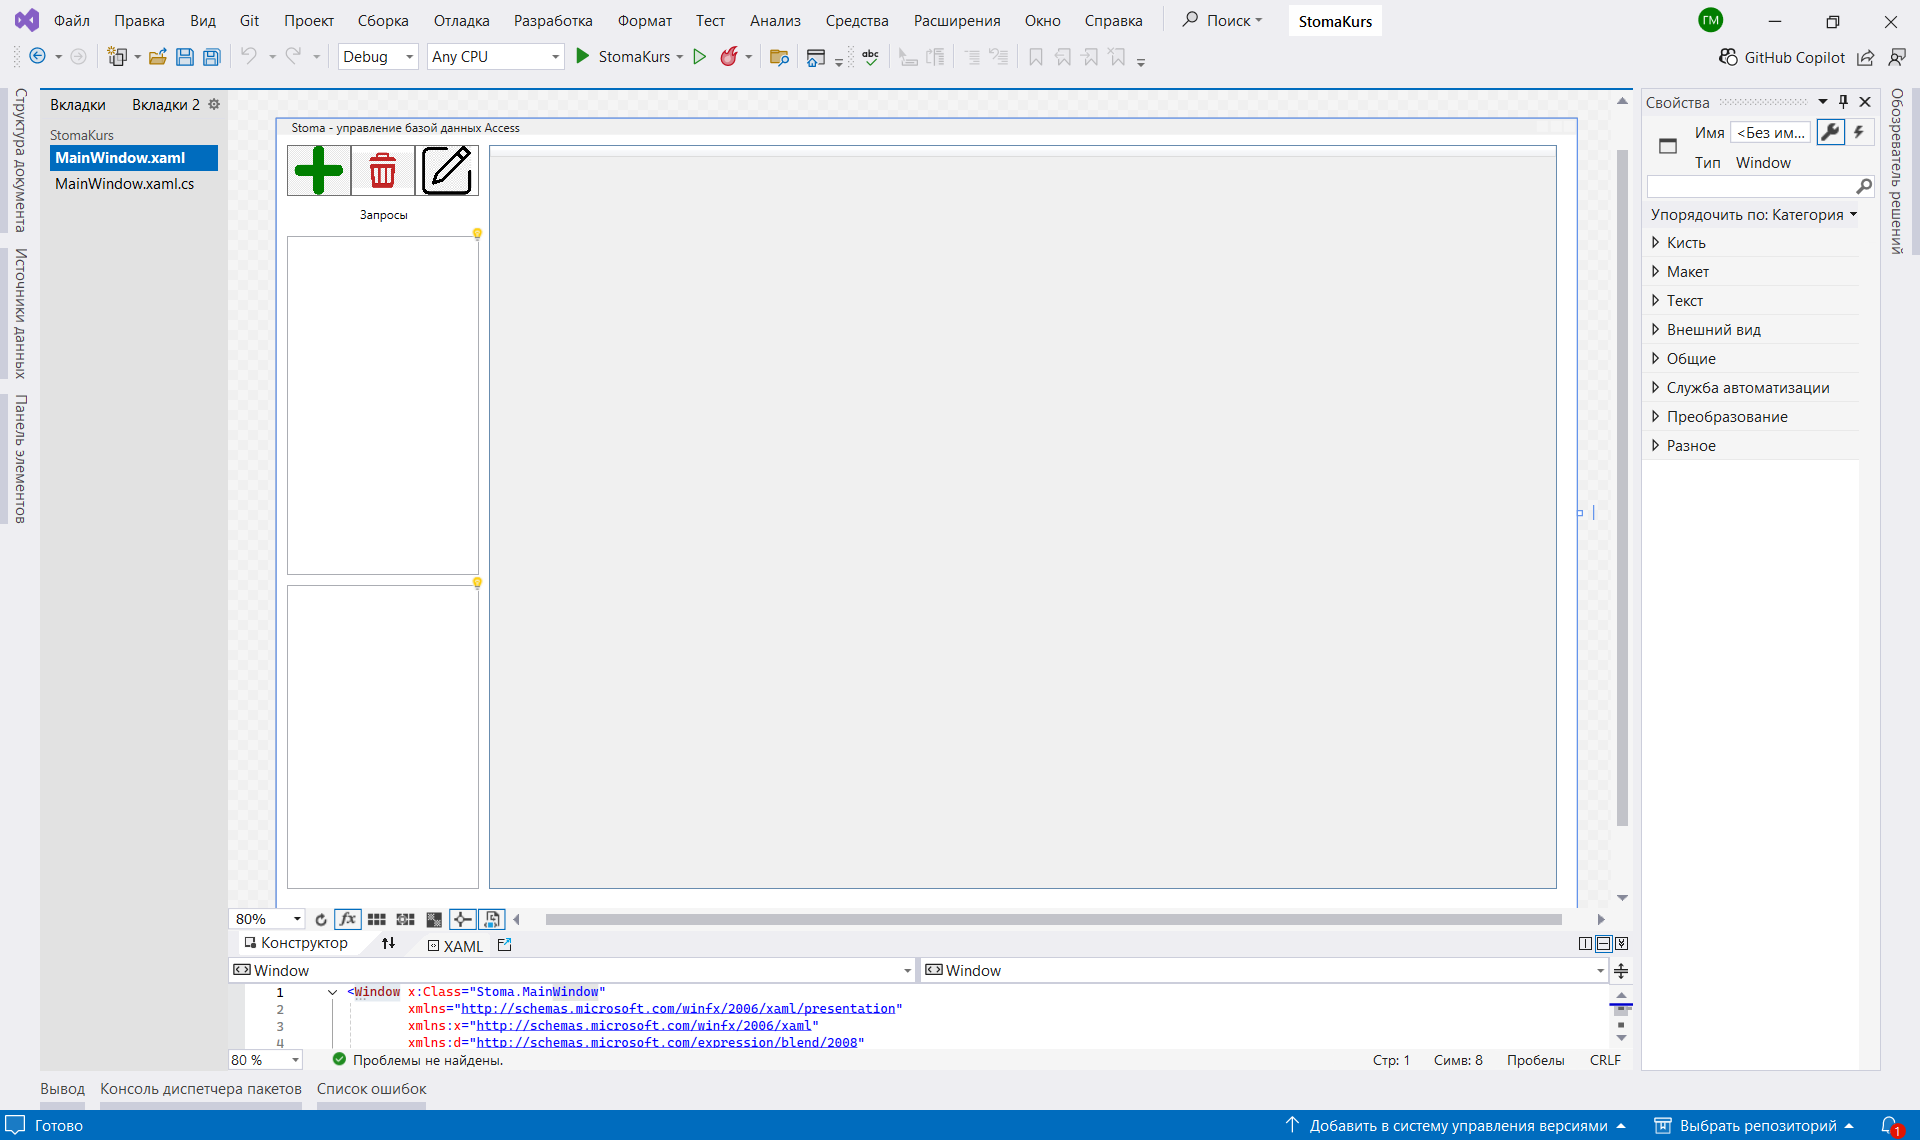 Файл Правка Вид Git Проект Сборка Отладка Разработка Формат Тест Анализ Средства Расширения Окно Справка Поиск StomaKurs ГМ
Debug Any CPU StomaKurs abc GitHub Copilot
Структура документа
Источники данных
Панель элементов
Вкладки Вкладки 2
StomaKurs
MainWindow.xaml
MainWindow.xaml.cs
Stoma - управление базой данных Access
Запросы
80% fx
Конструктор XAML
Window Window
1 <Window x:Class="Stoma.MainWindow"
2 xmlns="http://schemas.microsoft.com/winfx/2006/xaml/presentation"
3 xmlns:x="http://schemas.microsoft.com/winfx/2006/xaml"
4 xmlns:d="http://schemas.microsoft.com/expression/blend/2008"
80 % Проблемы не найдены. Стр: 1 Симв: 8 Пробелы CRLF
Свойства
Имя <Без им...
Тип Window
Упорядочить по: Категория
Кисть
Макет
Текст
Внешний вид
Общие
Служба автоматизации
Преобразование
Разное
Обозреватель решений
Вывод Консоль диспетчера пакетов Список ошибок
Готово Добавить в систему управления версиями Выбрать репозиторий 1